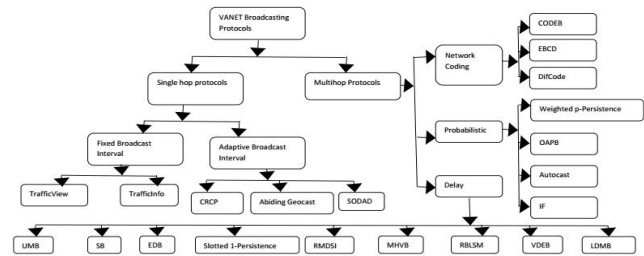 VANET Broadcasting
Protocols
Single hop protocols
Multihop Protocols
Network
Coding
CODEB
EBCD
DifCode
Probabilistic
Weighted p-Persistence
OAPB
Autocast
IF
Fixed Broadcast
Interval
Adaptive Broadcast
Interval
TrafficView
TrafficInfo
CRCP
Abiding Geocast
SODAD
Delay
UMB
SB
EDB
Slotted 1-Persistence
RMDSI
MHVB
RBLSM
VDEB
LDMB